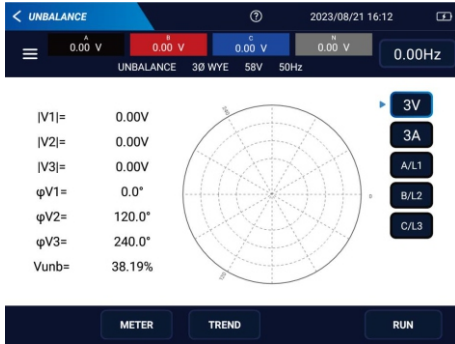 UNBALANCE ? 2023/08/21 16:12
A B C N
0.00 V 0.00 V 0.00 V 0.00 V 0.00Hz
UNBALANCE 3Ø WYE 58V 50Hz
|V1|= 0.00V
|V2|= 0.00V
|V3|= 0.00V
φV1= 0.0°
φV2= 120.0°
φV3= 240.0°
Vunb= 38.19%
240
120
3V
3A
A/L1
B/L2
C/L3
METER TREND RUN